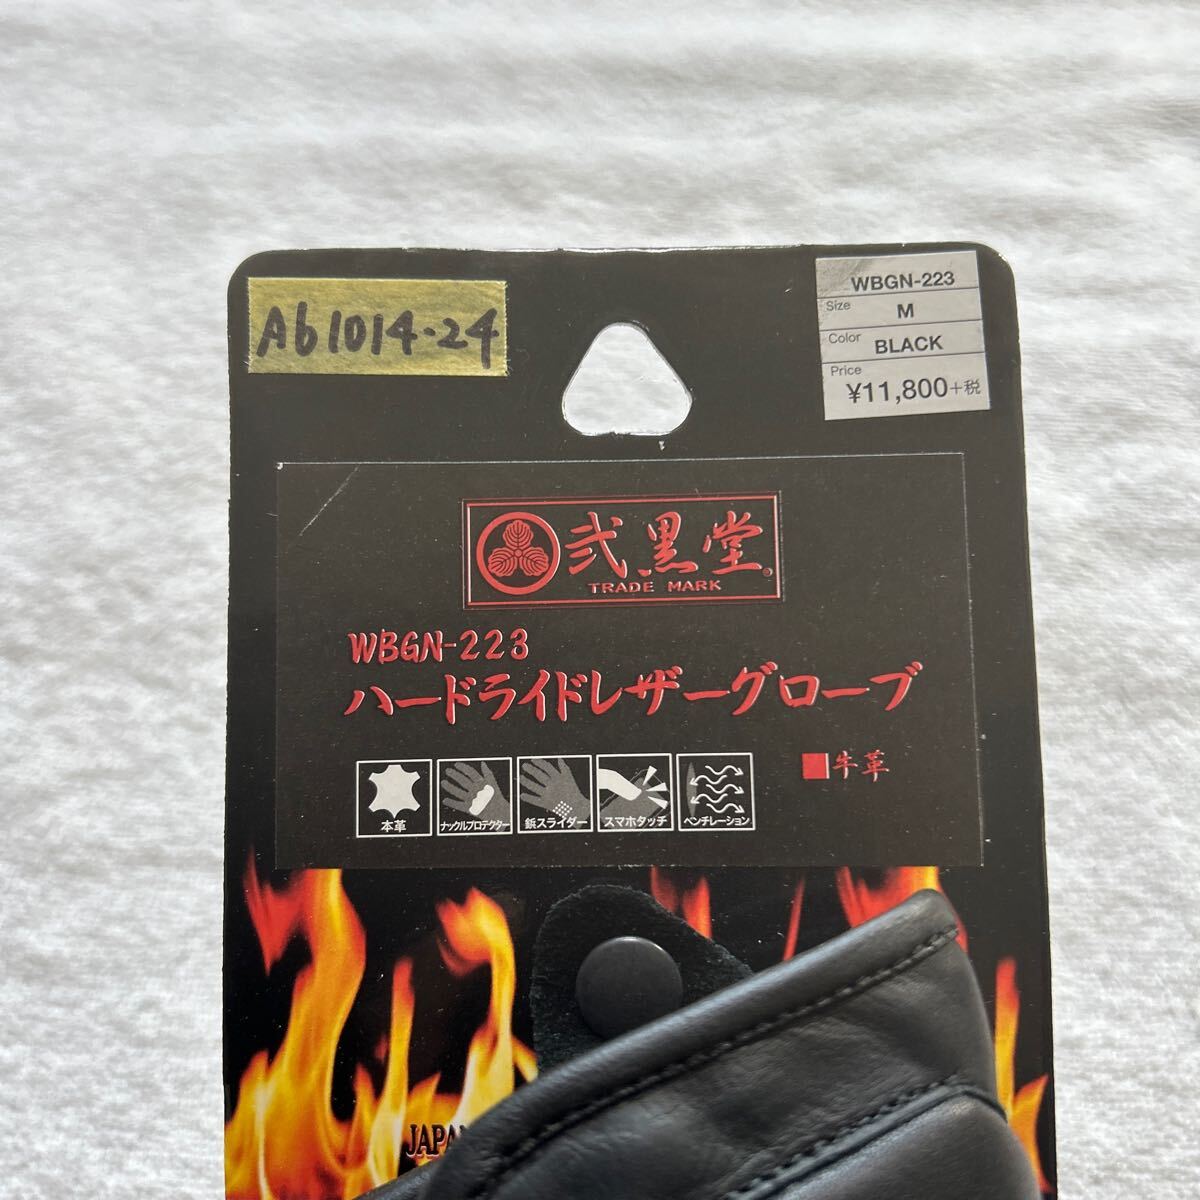 Ab1014-24
WBGN-223
Size M
Color BLACK
Price
¥11,800+税
弐黒堂®
TRADE MARK
WBGN-223
ハードライドレザーグローブ
■牛革
本革
ナックルプロテクター
鋲スライダー
スマホタッチ
ベンチレーション
JAPAN